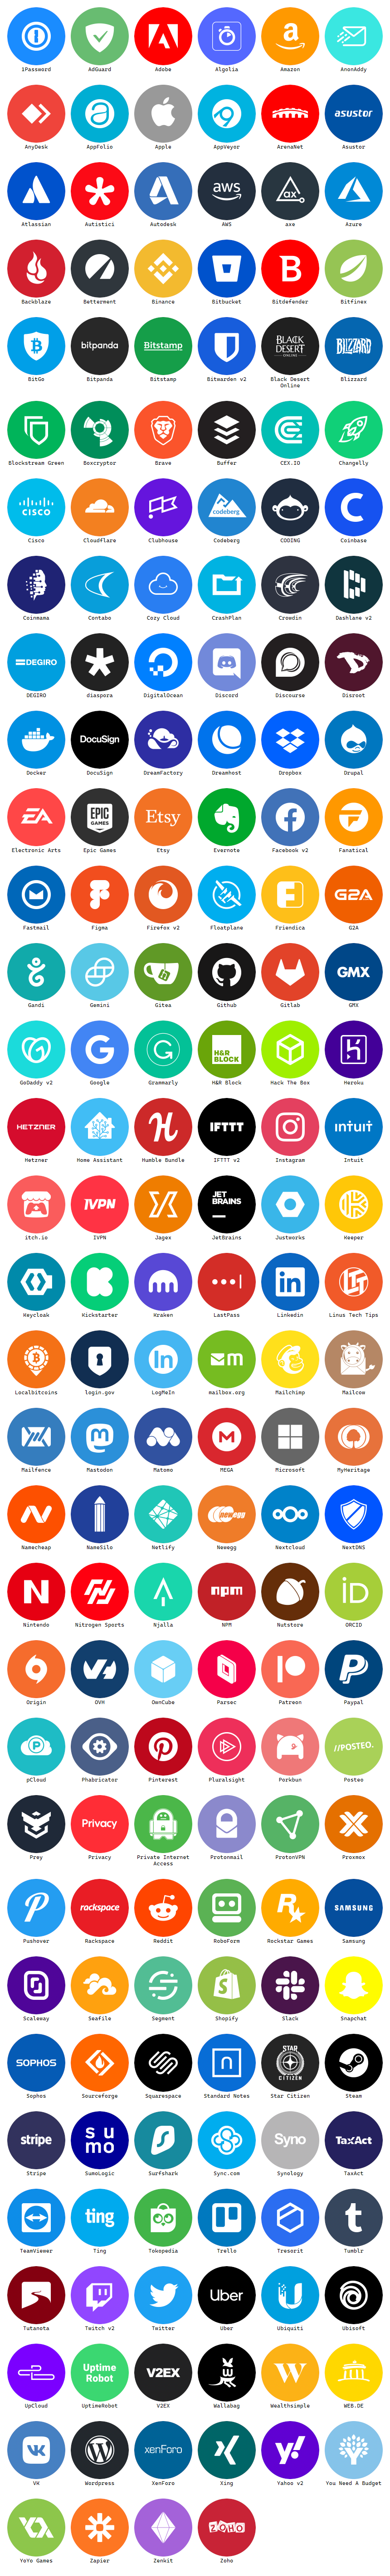 1Password AdGuard Adobe Algolia Amazon AnonAddy
asustor
AnyDesk AppFolio Apple AppVeyor ArenaNet Asustor
aws ax
Atlassian Autistici Autodesk AWS axe Azure
B
Backblaze Betterment Binance Bitbucket Bitdefender Bitfinex
bitpanda Bitstamp BLACK DESERT ONLINE BLIZZARD
BitGo Bitpanda Bitstamp Bitwarden v2 Black Desert Blizzard
Online
Blockstream Green Boxcryptor Brave Buffer CEX.IO Changelly
CISCO codeberg
Cisco Cloudflare Clubhouse Codeberg CODING Coinbase
Coinmama Contabo Cozy Cloud CrashPlan Crowdin Dashlane v2
DEGIRO
DEGIRO diaspora DigitalOcean Discord Discourse Disroot
DocuSign
Docker DocuSign DreamFactory Dreamhost Dropbox Drupal
EA EPIC GAMES Etsy
Electronic Arts Epic Games Etsy Evernote Facebook v2 Fanatical
G2A
Fastmail Figma Firefox v2 Floatplane Friendica G2A
GMX
Gandi Gemini Gitea Github Gitlab GMX
G H&R BLOCK
GoDaddy v2 Google Grammarly H&R Block Hack The Box Heroku
HETZNER H IFTTT intuit
Hetzner Home Assistant Humble Bundle IFTTT v2 Instagram Intuit
IVPN JET BRAINS
itch.io IVPN Jagex JetBrains Justworks Keeper
K in
Keycloak Kickstarter Kraken LastPass Linkedin Linus Tech Tips
In m
Localbitcoins login.gov LogMeIn mailbox.org Mailchimp Mailcom
M
Mailfence Mastodon Matomo MEGA Microsoft MyHeritage
newegg
Namecheap NameSilo Netlify Newegg Nextcloud NextDNS
N npm iD
Nintendo Nitrogen Sports Njalla NPM Nutstore ORCID
Origin OVH OwnCube Parsec Patreon Paypal
P //POSTEO.
pCloud Phabricator Pinterest Pluralsight Porkbun Posteo
Privacy
Prey Privacy Private Internet Protonmail ProtonVPN Proxmox
Access
rackspace R SAMSUNG
Pushover Rackspace Reddit RoboForm Rockstar Games Samsung
S
Scaleway Seafile Segment Shopify Slack Snapchat
SOPHOS n STAR CITIZEN
Sophos Sourceforge Squarespace Standard Notes Star Citizen Steam
stripe su mo Syno TaxAct
Stripe SumoLogic Surfshark Sync.com Synology TaxAct
ting t
TeamViewer Ting Tokopedia Trello Tresorit Tumblr
Uber
Tutanota Twitch v2 Twitter Uber Ubiquiti Ubisoft
Uptime Robot V2EX W
UpCloud UptimeRobot V2EX Wallabag Wealthsimple WEB.DE
VK xenForo y!
VK Wordpress XenForo Xing Yahoo v2 You Need A Budget
ZOHO
YoYo Games Zapier Zenkit Zoho